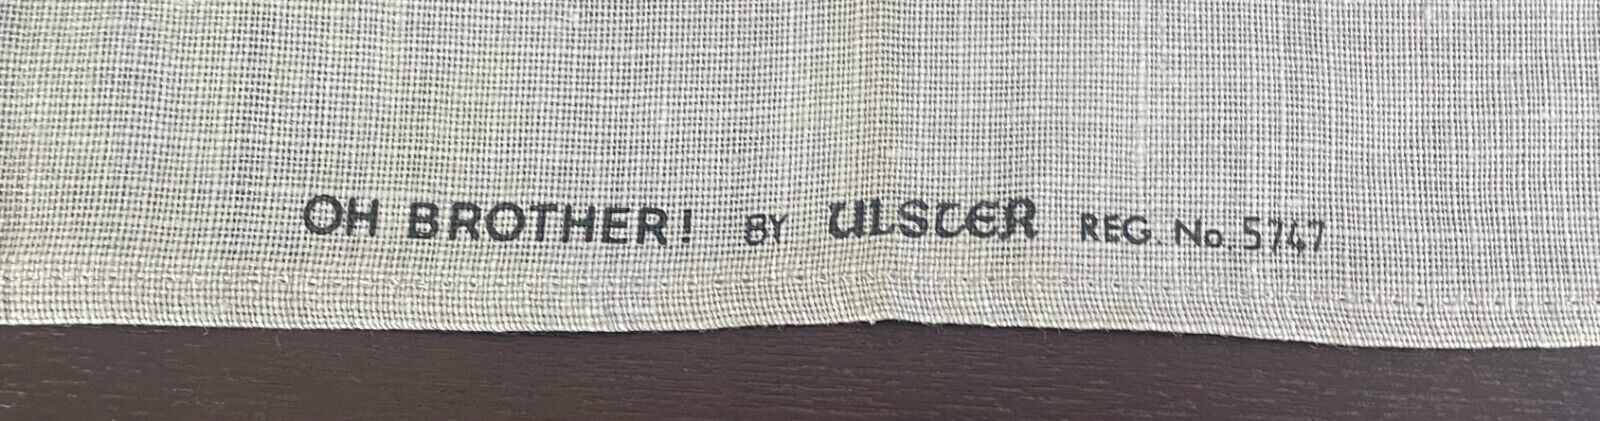 OH BROTHER! BY ULSTER REG. No. 5747